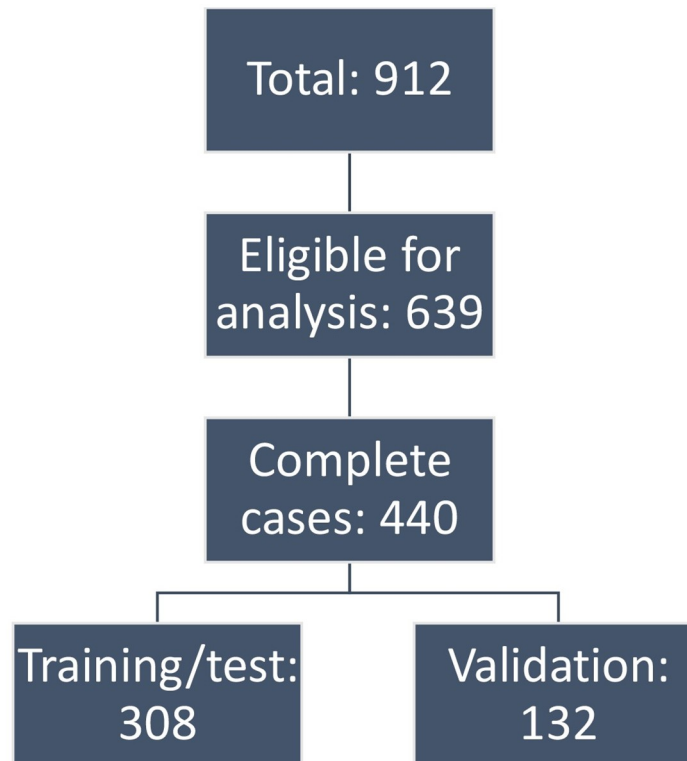 Total: 912
Eligible for
analysis: 639
Complete
cases: 440
Training/test:
308
Validation:
132